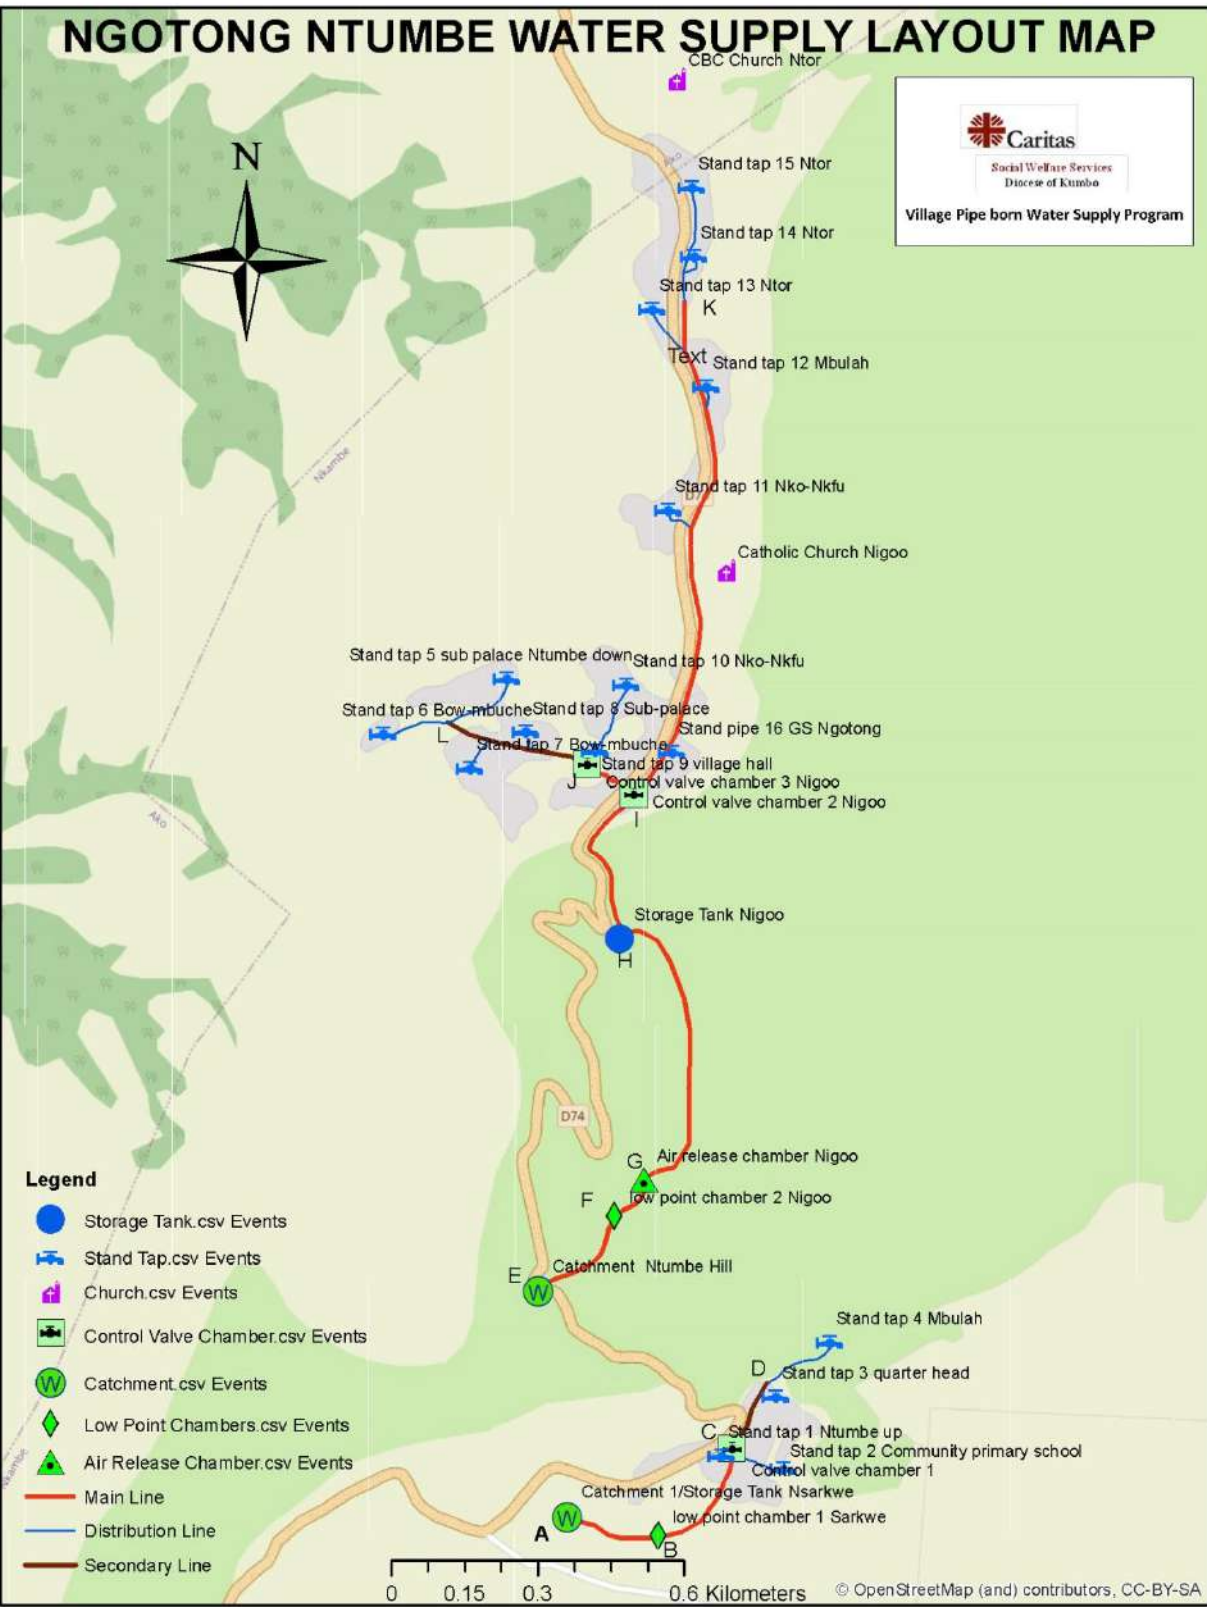 NGOTONG NTUMBE WATER SUPPLY LAYOUT MAP
CBC Church Ntor
Caritas
Social Welfare Services
Diocese of Kumbo
Village Pipe born Water Supply Program
N
Ako
Stand tap 15 Ntor
Stand tap 14 Ntor
Stand tap 13 Ntor
K
Text
Stand tap 12 Mbulah
Nkambe
Stand tap 11 Nko-Nkfu
D7
Catholic Church Nigoo
Stand tap 5 sub palace Ntumbe down
Stand tap 10 Nko-Nkfu
Stand tap 6 Bow-mbuche
Stand tap 8 Sub-palace
L
Stand pipe 16 GS Ngotong
Stand tap 7 Bow-mbuche
Stand tap 9 village hall
J
Control valve chamber 3 Nigoo
Control valve chamber 2 Nigoo
I
Ako
Storage Tank Nigoo
H
D74
G
Air release chamber Nigoo
F
low point chamber 2 Nigoo
E
Catchment Ntumbe Hill
W
Stand tap 4 Mbulah
D
Stand tap 3 quarter head
C
Stand tap 1 Ntumbe up
Stand tap 2 Community primary school
Control valve chamber 1
Catchment 1/Storage Tank Nsarkwe
W
A
low point chamber 1 Sarkwe
B
Legend
Storage Tank.csv Events
Stand Tap.csv Events
Church.csv Events
Control Valve Chamber.csv Events
W
Catchment.csv Events
Low Point Chambers.csv Events
Air Release Chamber.csv Events
Main Line
Distribution Line
Secondary Line
Nkambe
0 0.15 0.3 0.6 Kilometers
© OpenStreetMap (and) contributors, CC-BY-SA